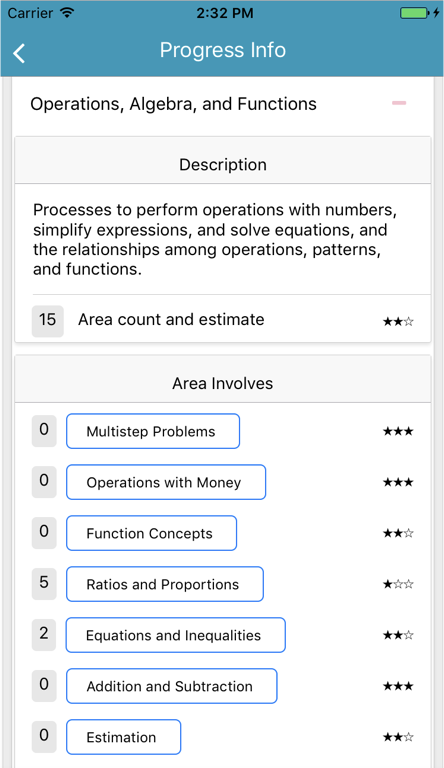 Carrier 2:32 PM
Progress Info
Operations, Algebra, and Functions
Description
Processes to perform operations with numbers,
simplify expressions, and solve equations, and
the relationships among operations, patterns,
and functions.
15 Area count and estimate ★★☆
Area Involves
0 Multistep Problems ★★★
0 Operations with Money ★★★
0 Function Concepts ★★☆
5 Ratios and Proportions ★☆☆
2 Equations and Inequalities ★★☆
0 Addition and Subtraction ★★★
0 Estimation ★★☆